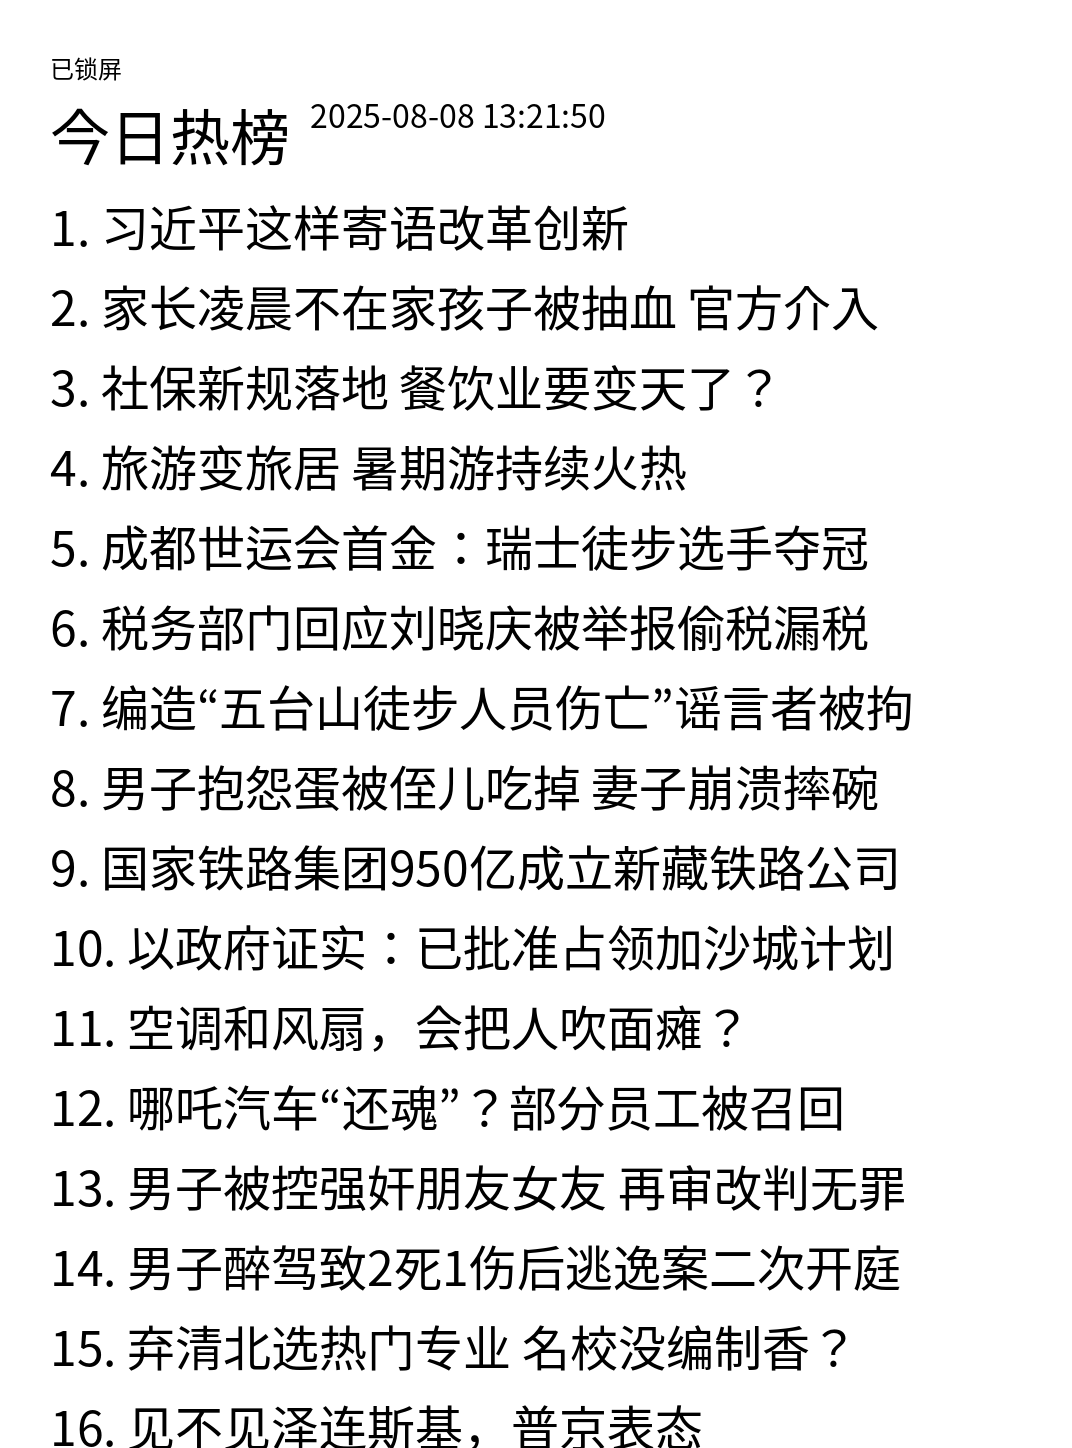 已锁屏
今日热榜 2025-08-08 13:21:50
1. 习近平这样寄语改革创新
2. 家长凌晨不在家孩子被抽血 官方介入
3. 社保新规落地 餐饮业要变天了？
4. 旅游变旅居 暑期游持续火热
5. 成都世运会首金：瑞士徒步选手夺冠
6. 税务部门回应刘晓庆被举报偷税漏税
7. 编造“五台山徒步人员伤亡”谣言者被拘
8. 男子抱怨蛋被侄儿吃掉 妻子崩溃摔碗
9. 国家铁路集团950亿成立新藏铁路公司
10. 以政府证实：已批准占领加沙城计划
11. 空调和风扇，会把人吹面瘫？
12. 哪吒汽车“还魂”？部分员工被召回
13. 男子被控强奸朋友女友 再审改判无罪
14. 男子醉驾致2死1伤后逃逸案二次开庭
15. 弃清北选热门专业 名校没编制香？
16. 见不见泽连斯基，普京表态